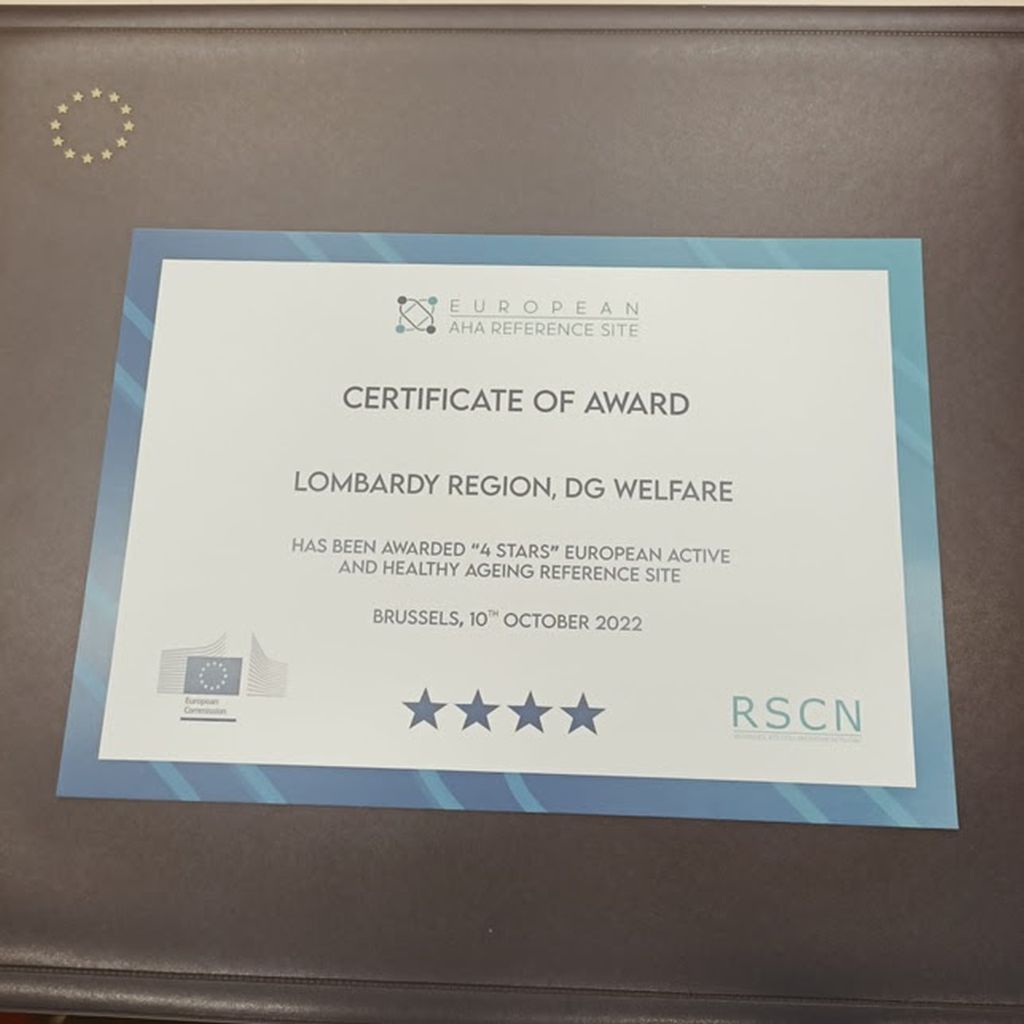 EUROPEAN
AHA REFERENCE SITE
CERTIFICATE OF AWARD
LOMBARDY REGION, DG WELFARE
HAS BEEN AWARDED "4 STARS" EUROPEAN ACTIVE
AND HEALTHY AGEING REFERENCE SITE
BRUSSELS, 10TH OCTOBER 2022
European
Commission
RSCN